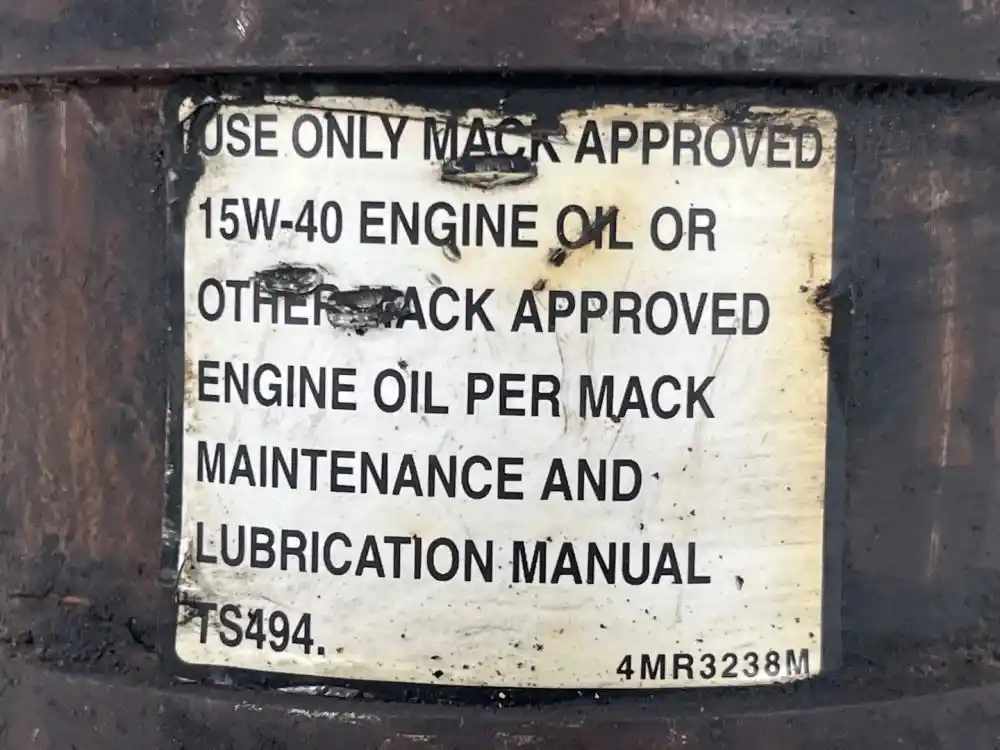 USE ONLY MACK APPROVED
15W-40 ENGINE OIL OR
OTHER MACK APPROVED
ENGINE OIL PER MACK
MAINTENANCE AND
LUBRICATION MANUAL
TS494.
4MR3238M